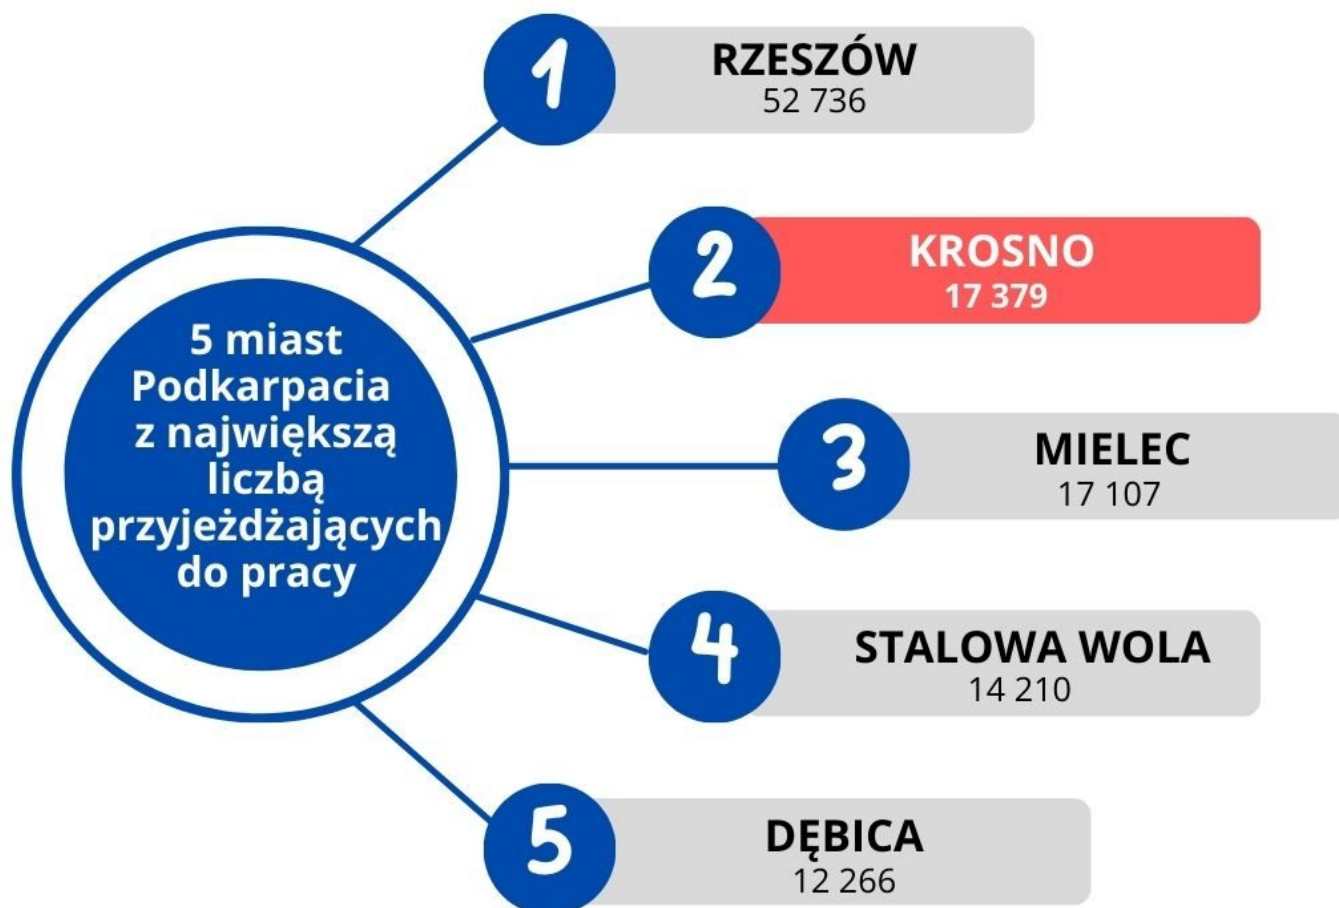 5 miast
Podkarpacia
z największą
liczbą
przyjeżdżających
do pracy
1
RZESZÓW
52 736
2
KROSNO
17 379
3
MIELEC
17 107
4
STALOWA WOLA
14 210
5
DĘBICA
12 266